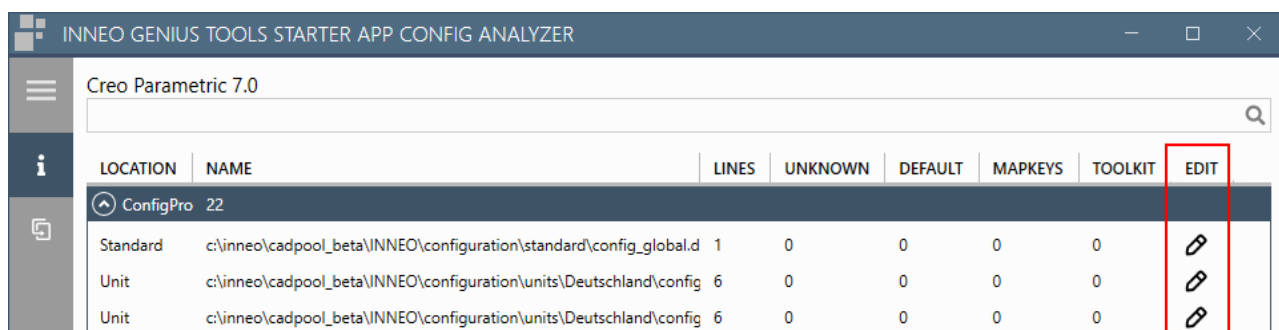 INNEO GENIUS TOOLS STARTER APP CONFIG ANALYZER
Creo Parametric 7.0
LOCATION NAME LINES UNKNOWN DEFAULT MAPKEYS TOOLKIT EDIT
ConfigPro 22
Standard c:\inneo\cadpool_beta\INNEO\configuration\standard\config_global.d 1 0 0 0 0
Unit c:\inneo\cadpool_beta\INNEO\configuration\units\Deutschland\config 6 0 0 0 0
Unit c:\inneo\cadpool_beta\INNEO\configuration\units\Deutschland\config 6 0 0 0 0